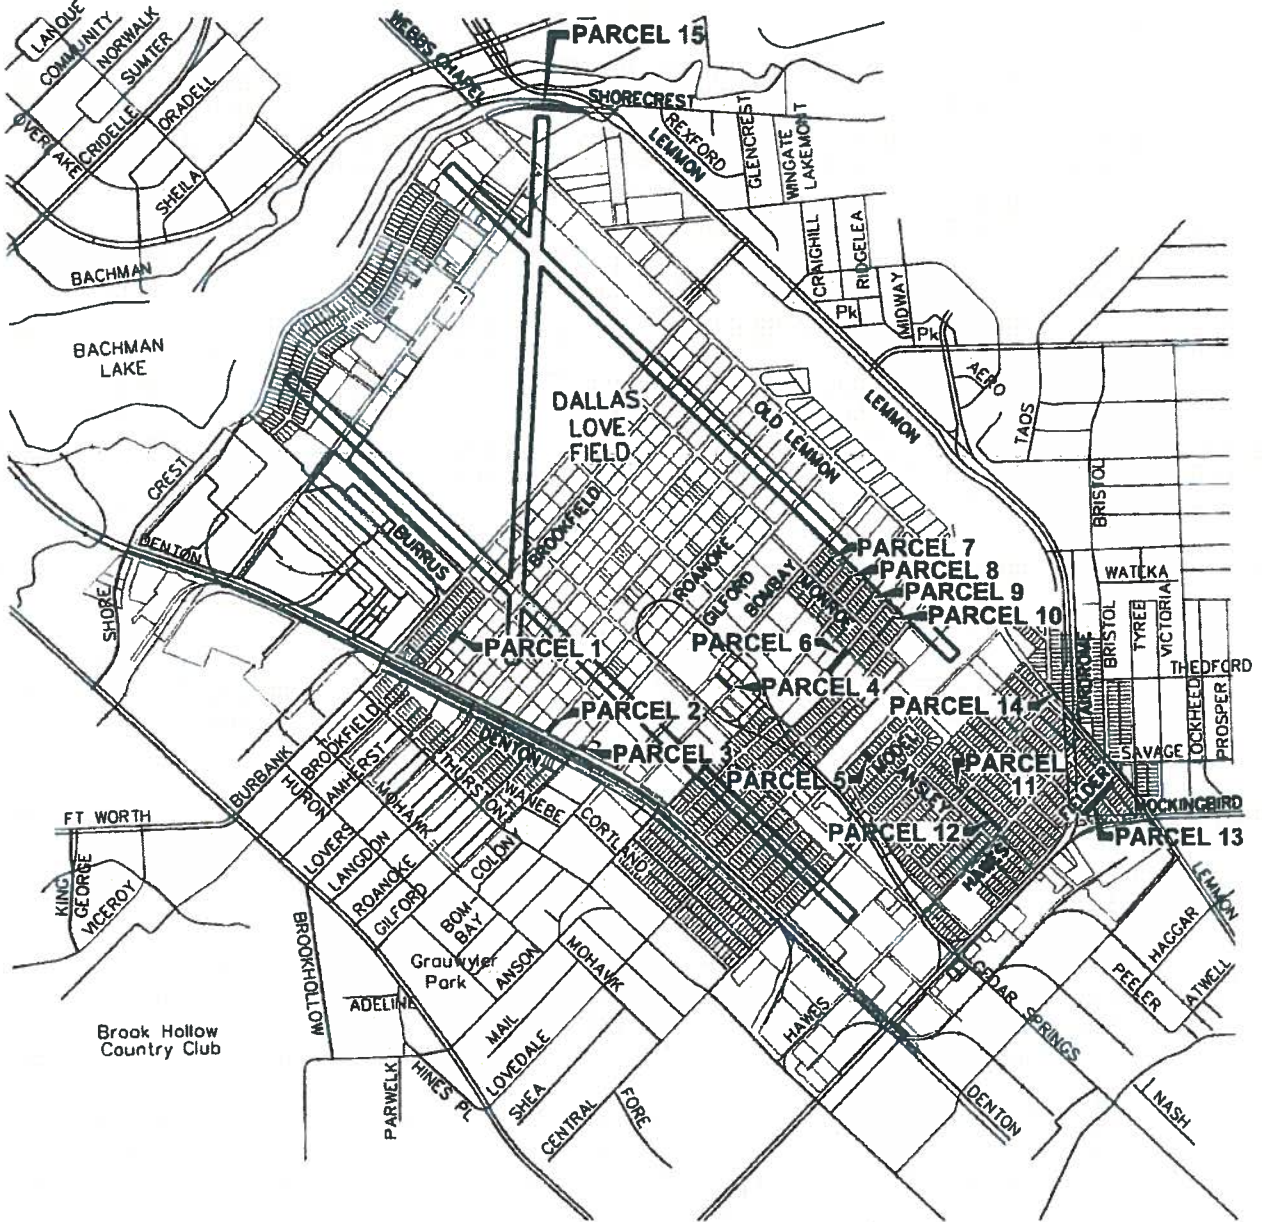 LANQUE
COMMUNITY
NORWALK
SUMTER
ORADELL
OVERLAKE
CRIDELLE
SHEILA
BACHMAN
WEBBS CHAPEL
PARCEL 15
SHORECREST
REXFORD
LEMMON
GLENCREST
WINGATE
LAKEMONT
CRAIGHILL
RIDGELEA
MIDWAY
Pk
Pk
BACHMAN
LAKE
AERO
TAOS
LEMMON
OLD LEMMON
DALLAS
LOVE
FIELD
CREST
SHORE
DENTON
BURRUS
BROOKFIELD
ROANOKE
GILFORD
BOMBAY
MONROE
BRISTOL
PARCEL 7
PARCEL 8
PARCEL 9
PARCEL 10
PARCEL 6
PARCEL 1
PARCEL 4
PARCEL 2
PARCEL 3
PARCEL 14
AIRDROME
WATEKA
BRISTOL
TYREE
VICTORIA
THEDFORD
LOCKHEED
PROSPER
SAVAGE
PARCEL 5
MODEL
ANSLEY
PARCEL
11
PARCEL 12
HAWES
MOCKINGBIRD
PARCEL 13
LEMMON
DENTON
BURBANK
BROOKFIELD
HURON
AMHERST
MOHAWK
THURSTON
WANEBE
CORTLAND
COLONY
LOVERS
LANGDON
ROANOKE
GILFORD
BOM-
BAY
FT WORTH
KING
GEORGE
VICEROY
BROOKHOLLOW
Grauwyler
Park
ANSON
MOHAWK
ADELINE
MAIL
LOVEDALE
SHEA
CENTRAL
FORE
PARWELK
HINES PL
Brook Hollow
Country Club
HAWES
CEDAR SPRINGS
DENTON
NASH
PEELER
HAGGAR
ATWELL